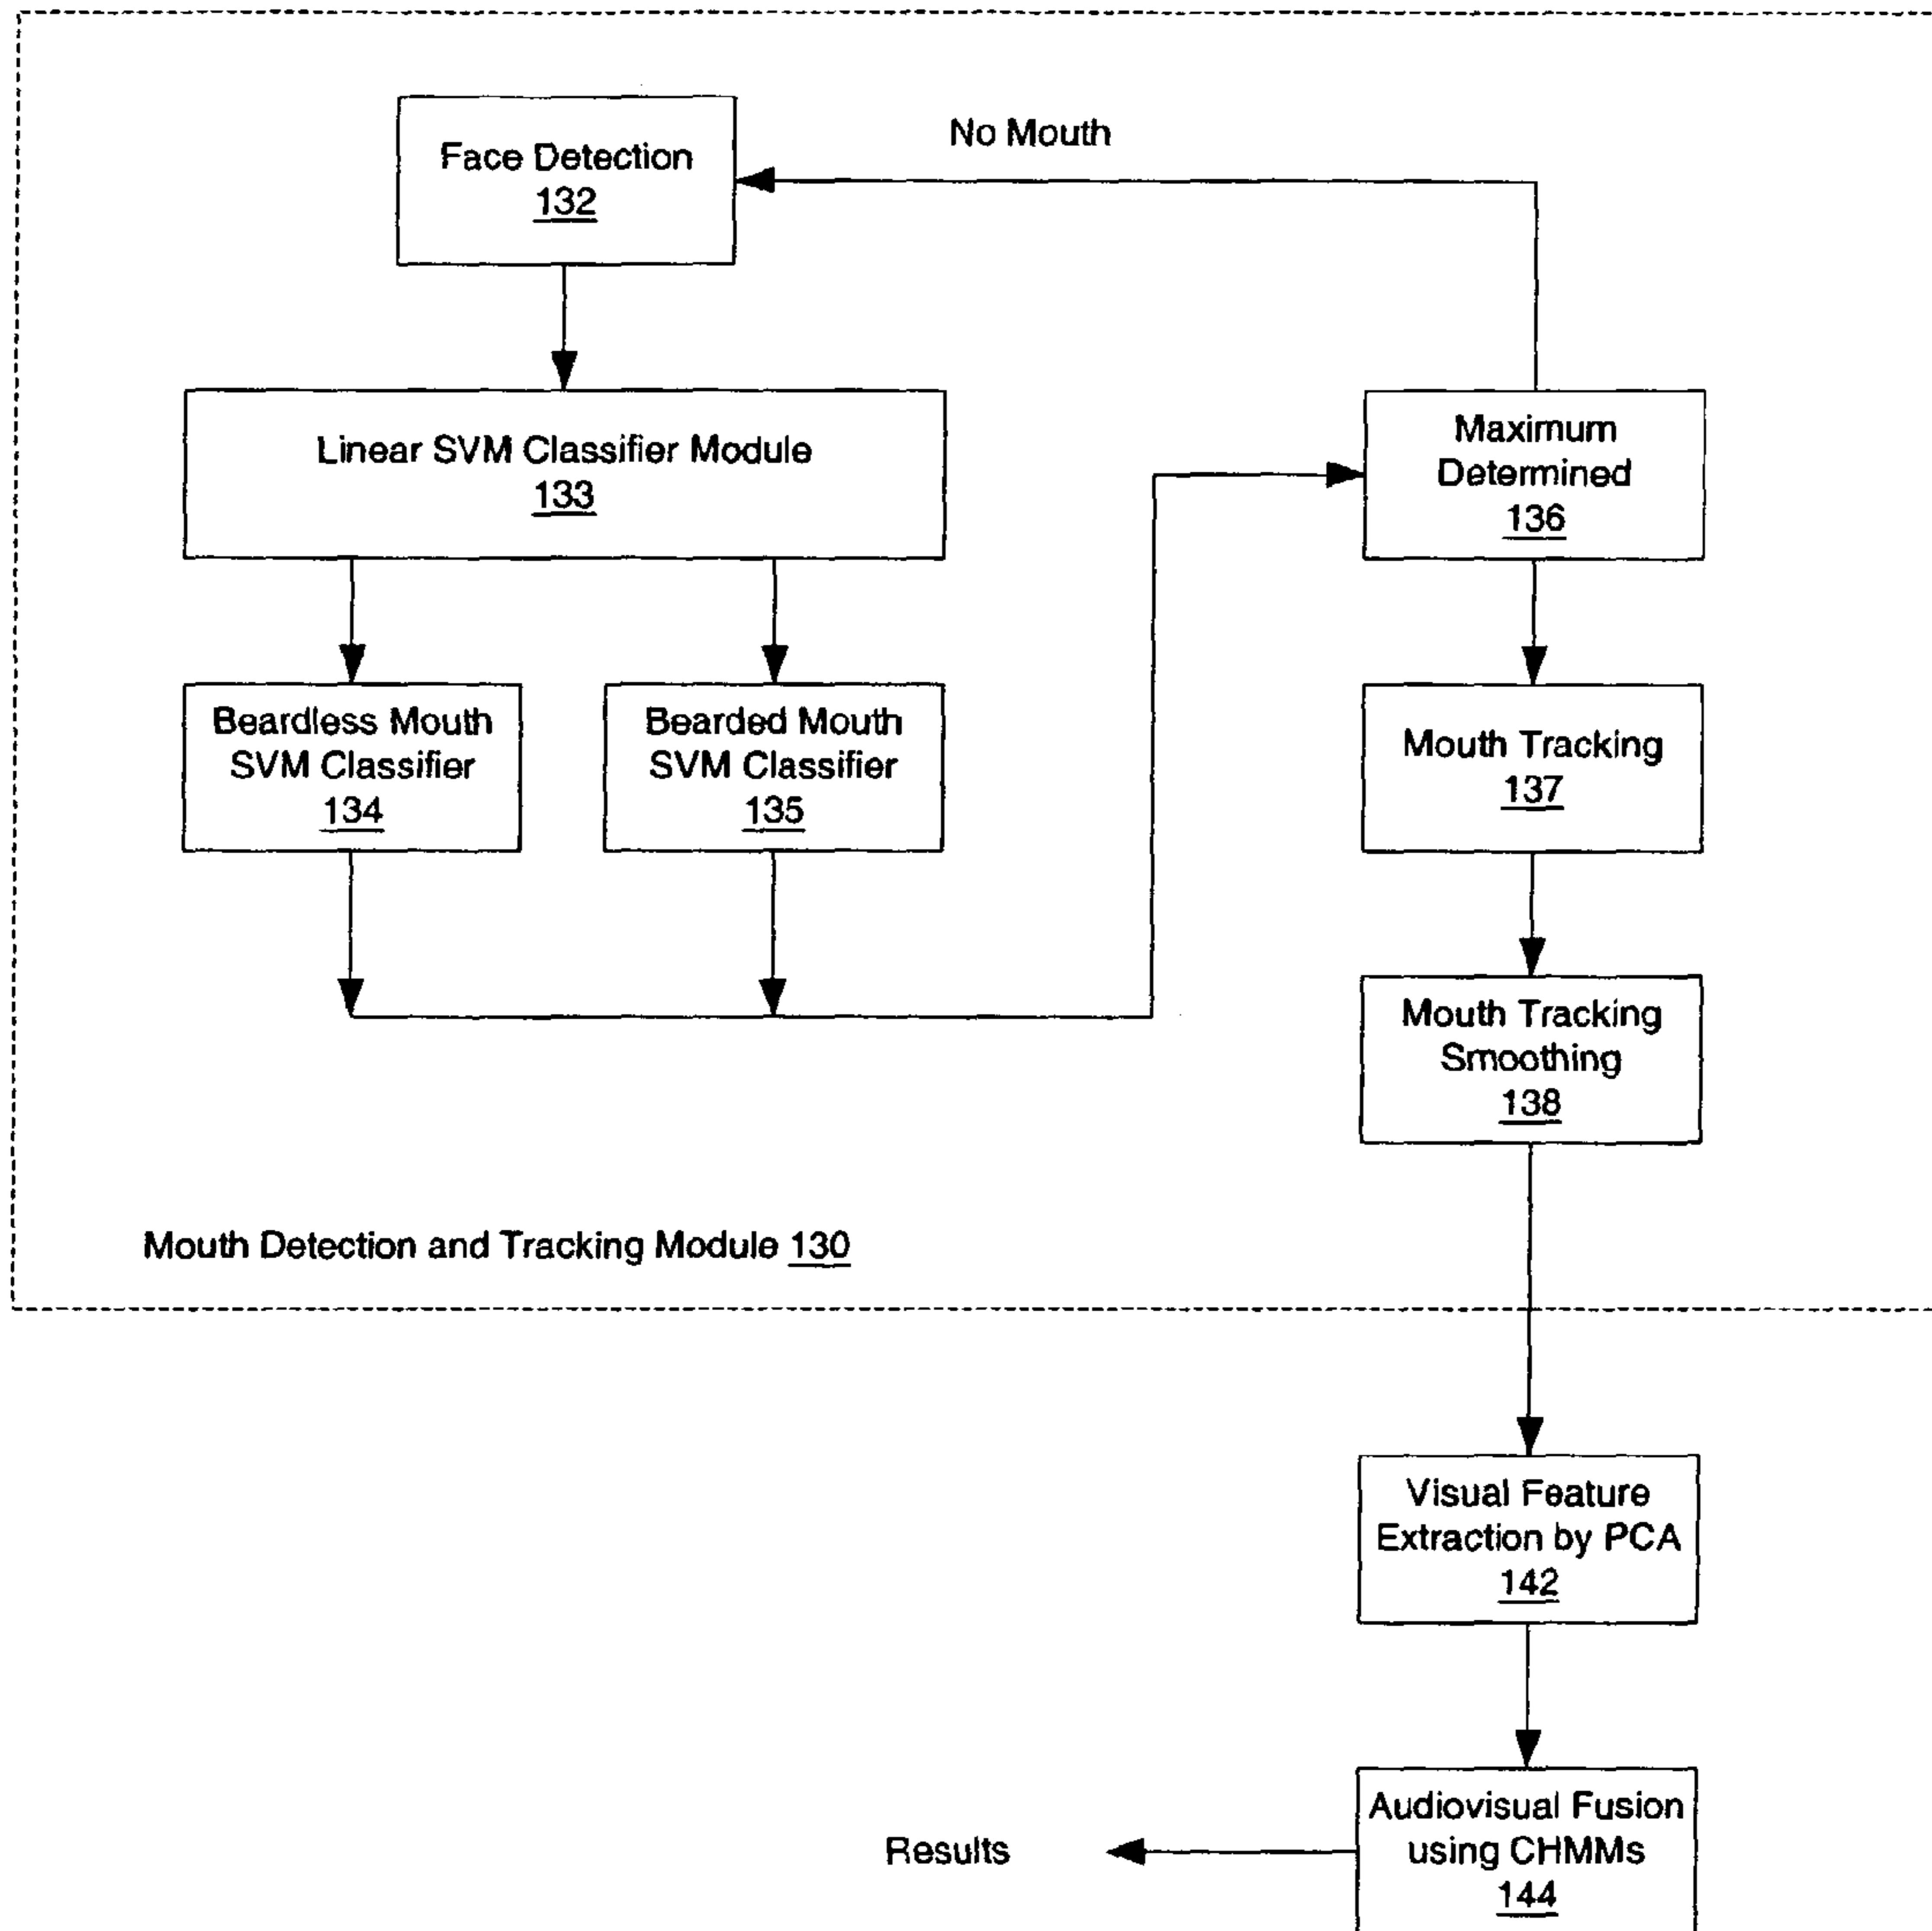 Face Detection
132
No Mouth
Linear SVM Classifier Module
133
Maximum
Determined
136
Beardless Mouth
SVM Classifier
134
Bearded Mouth
SVM Classifier
135
Mouth Tracking
137
Mouth Tracking
Smoothing
138
Mouth Detection and Tracking Module 130
Visual Feature
Extraction by PCA
142
Audiovisual Fusion
using CHMMs
144
Results